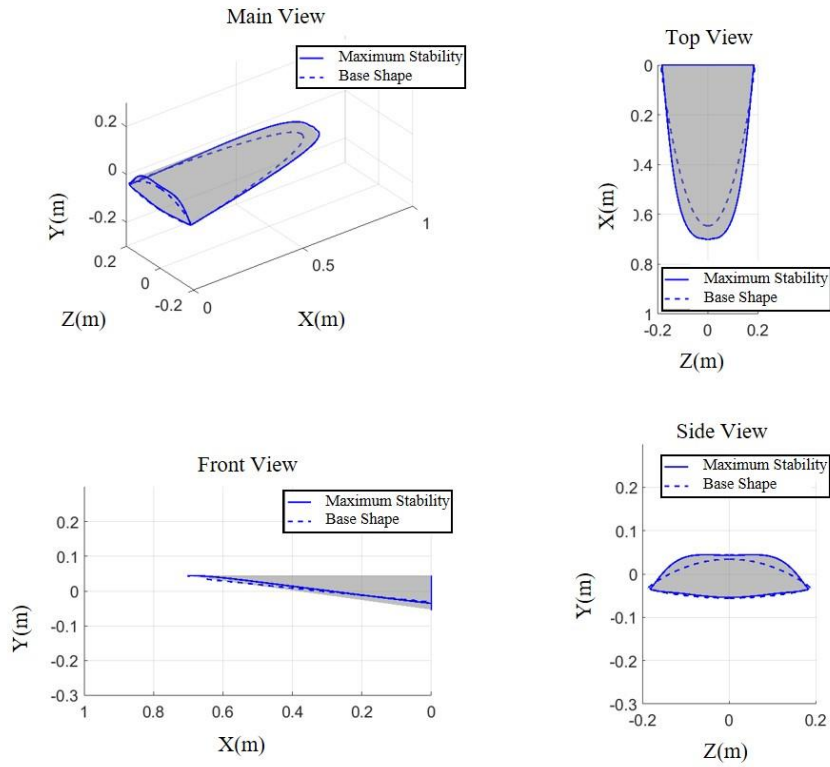 Main View
Maximum Stability
Base Shape
0.2
0
-0.2
Y(m)
0.2
0
-0.2
Z(m)
0
0.5
1
X(m)
Top View
0
0.2
0.4
0.6
0.8
1
X(m)
Maximum Stability
Base Shape
-0.2
0
0.2
Z(m)
Front View
Maximum Stability
Base Shape
0.2
0.1
0
-0.1
-0.2
-0.3
Y(m)
1
0.8
0.6
0.4
0.2
0
X(m)
Side View
Maximum Stability
Base Shape
0.2
0.1
0
-0.1
-0.2
-0.3
Y(m)
-0.2
0
0.2
Z(m)